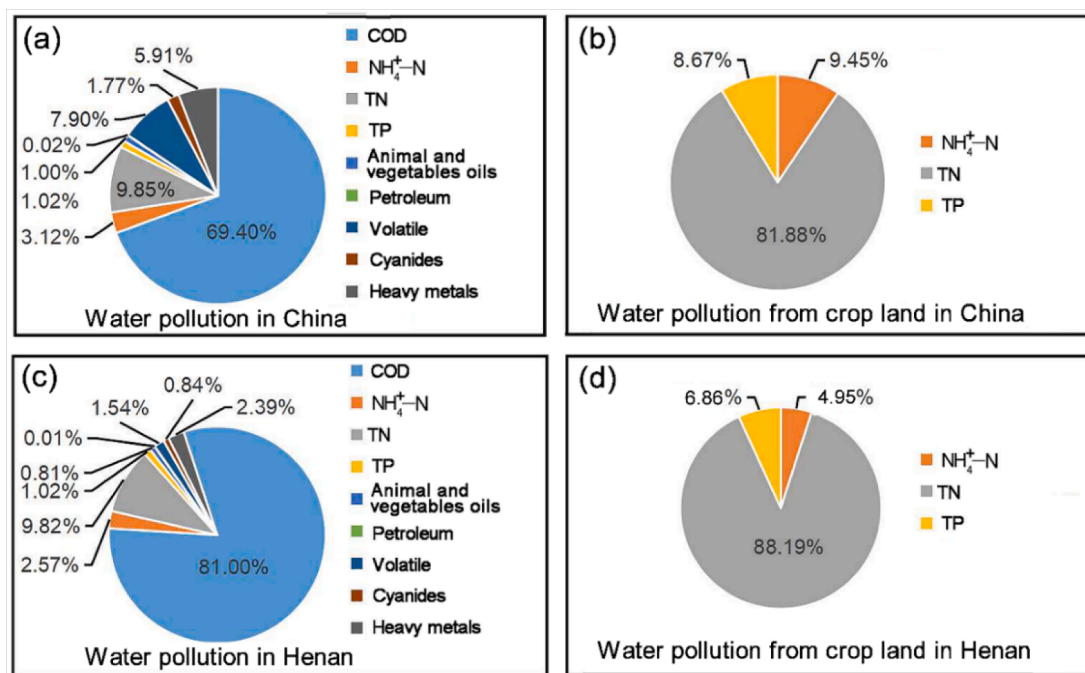 (a)
5.91%
1.77%
7.90%
0.02%
1.00%
1.02%
3.12%
9.85%
69.40%
COD
NH₄⁺–N
TN
TP
Animal and
vegetables oils
Petroleum
Volatile
Cyanides
Heavy metals
Water pollution in China
(b)
8.67%
9.45%
81.88%
NH₄⁺–N
TN
TP
Water pollution from crop land in China
(c)
0.84%
1.54%
2.39%
0.01%
0.81%
1.02%
9.82%
2.57%
81.00%
COD
NH₄⁺–N
TN
TP
Animal and
vegetables oils
Petroleum
Volatile
Cyanides
Heavy metals
Water pollution in Henan
(d)
6.86%
4.95%
88.19%
NH₄⁺–N
TN
TP
Water pollution from crop land in Henan